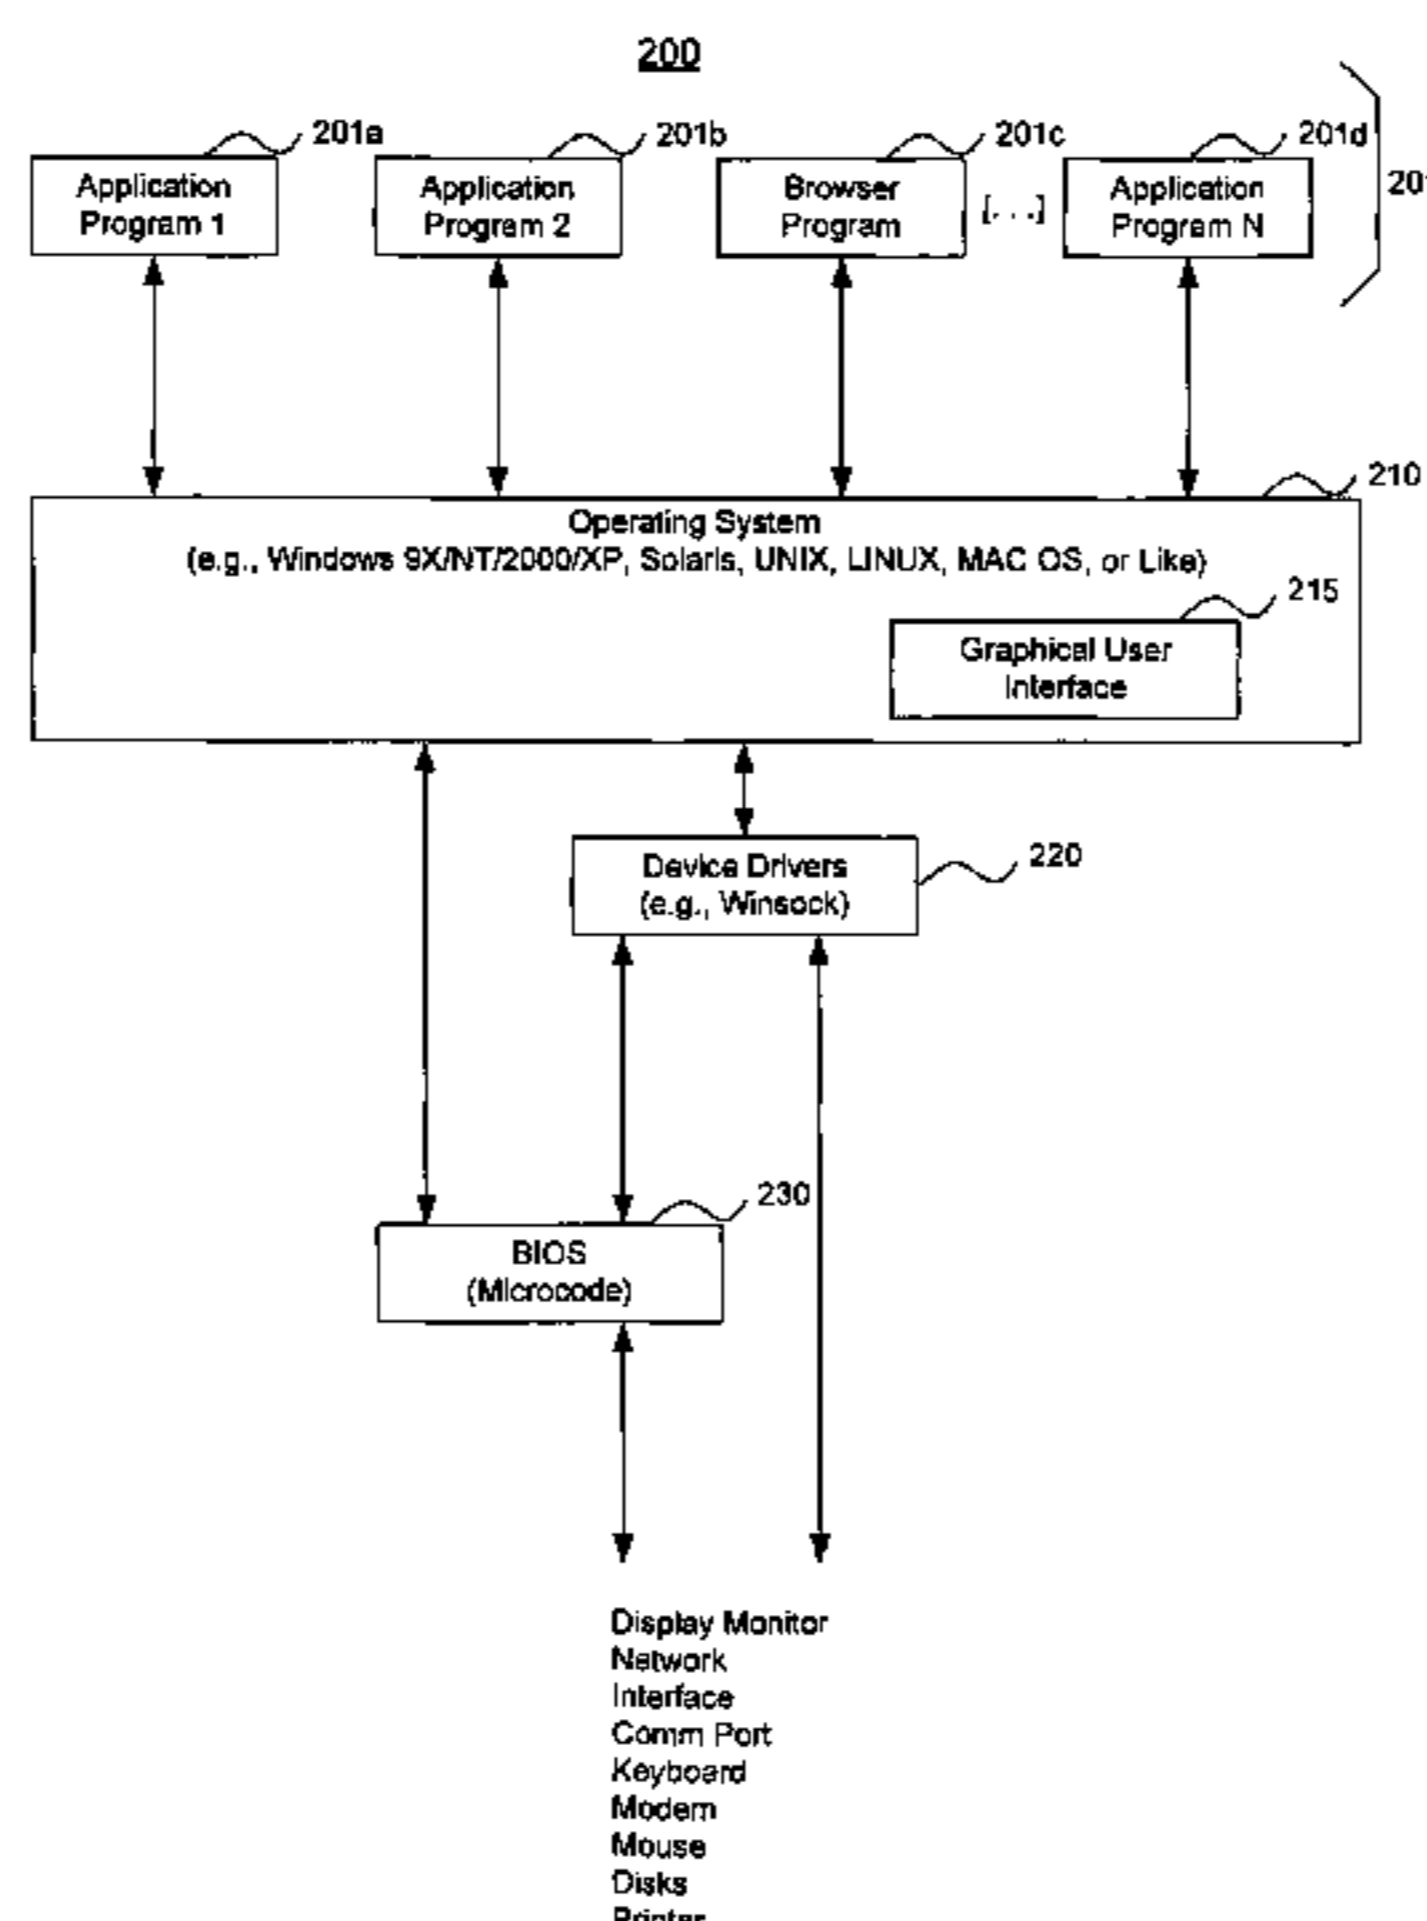 200
201a
201b
201c
201d
Application
Program 1
Application
Program 2
Browser
Program
[. . .]
Application
Program N
201
210
Operating System
(e.g., Windows 9X/NT/2000/XP, Solaris, UNIX, LINUX, MAC OS, or Like)
215
Graphical User
Interface
Device Drivers
(e.g., Winsock)
220
230
BIOS
(Microcode)
Display Monitor
Network
Interface
Comm Port
Keyboard
Modem
Mouse
Disks
Printer